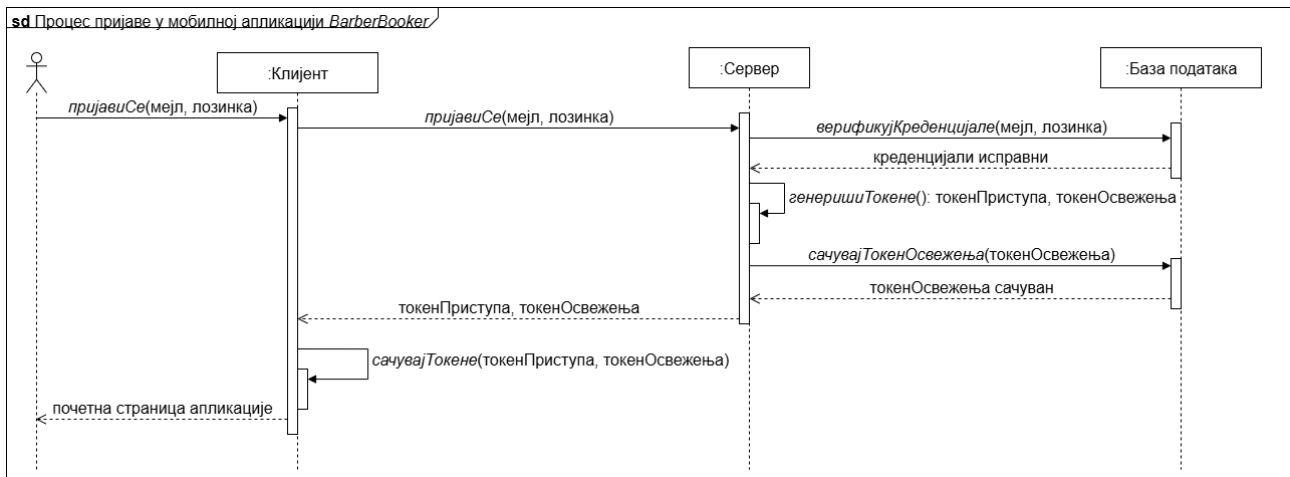 sd Процес пријаве у мобилној апликацији BarberBooker
:Клијент
:Сервер
:База података
пријавиСе(мејл, лозинка)
пријавиСе(мејл, лозинка)
верификујКреденцијале(мејл, лозинка)
креденцијали исправни
генеришиТокене(): токенПриступа, токенОсвежења
сачувајТокенОсвежења(токенОсвежења)
токенОсвежења сачуван
токенПриступа, токенОсвежења
сачувајТокене(токенПриступа, токенОсвежења)
почетна страница апликације